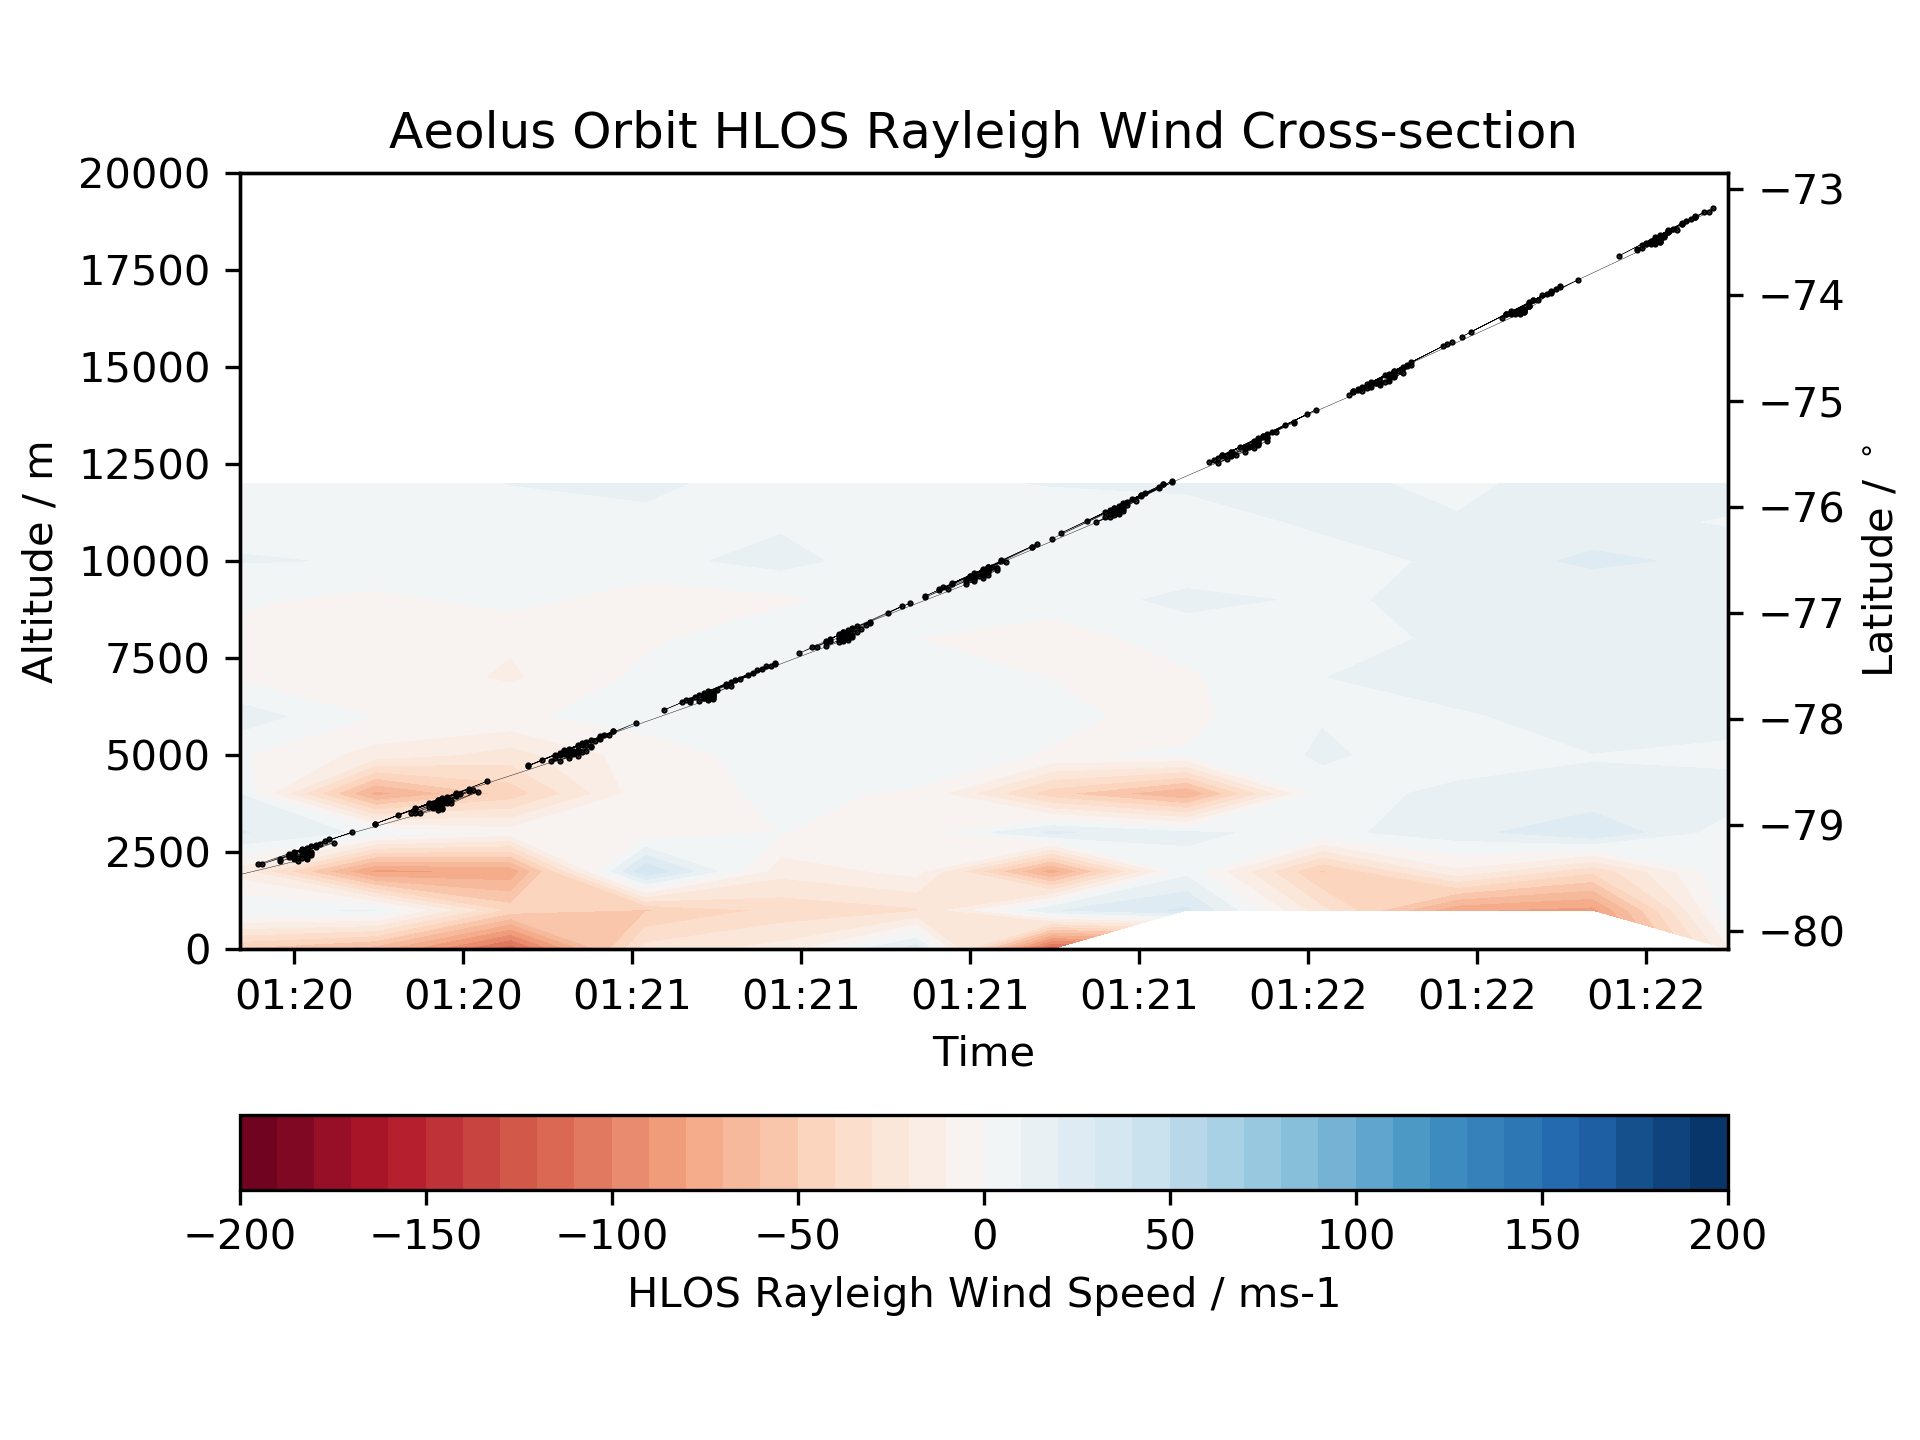 Aeolus Orbit HLOS Rayleigh Wind Cross-section
20000
17500
15000
12500
10000
7500
5000
2500
0
Altitude / m
−73
−74
−75
−76
−77
−78
−79
−80
Latitude / °
01:20 01:20 01:21 01:21 01:21 01:21 01:22 01:22 01:22
Time
−200 −150 −100 −50 0 50 100 150 200
HLOS Rayleigh Wind Speed / ms-1